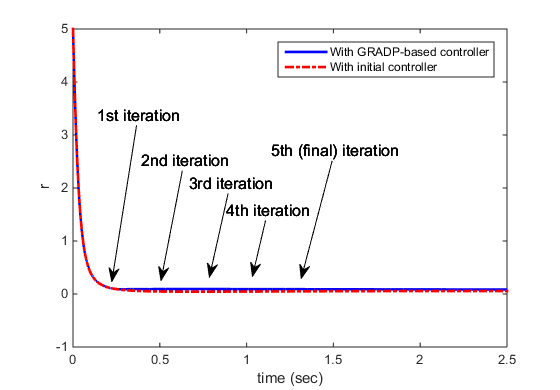 5
With GRADP-based controller
With initial controller
4
1st iteration
3
5th (final) iteration
2nd iteration
3rd iteration
2
r
4th iteration
1
0
-1
0
0.5
1
1.5
2
2.5
time (sec)